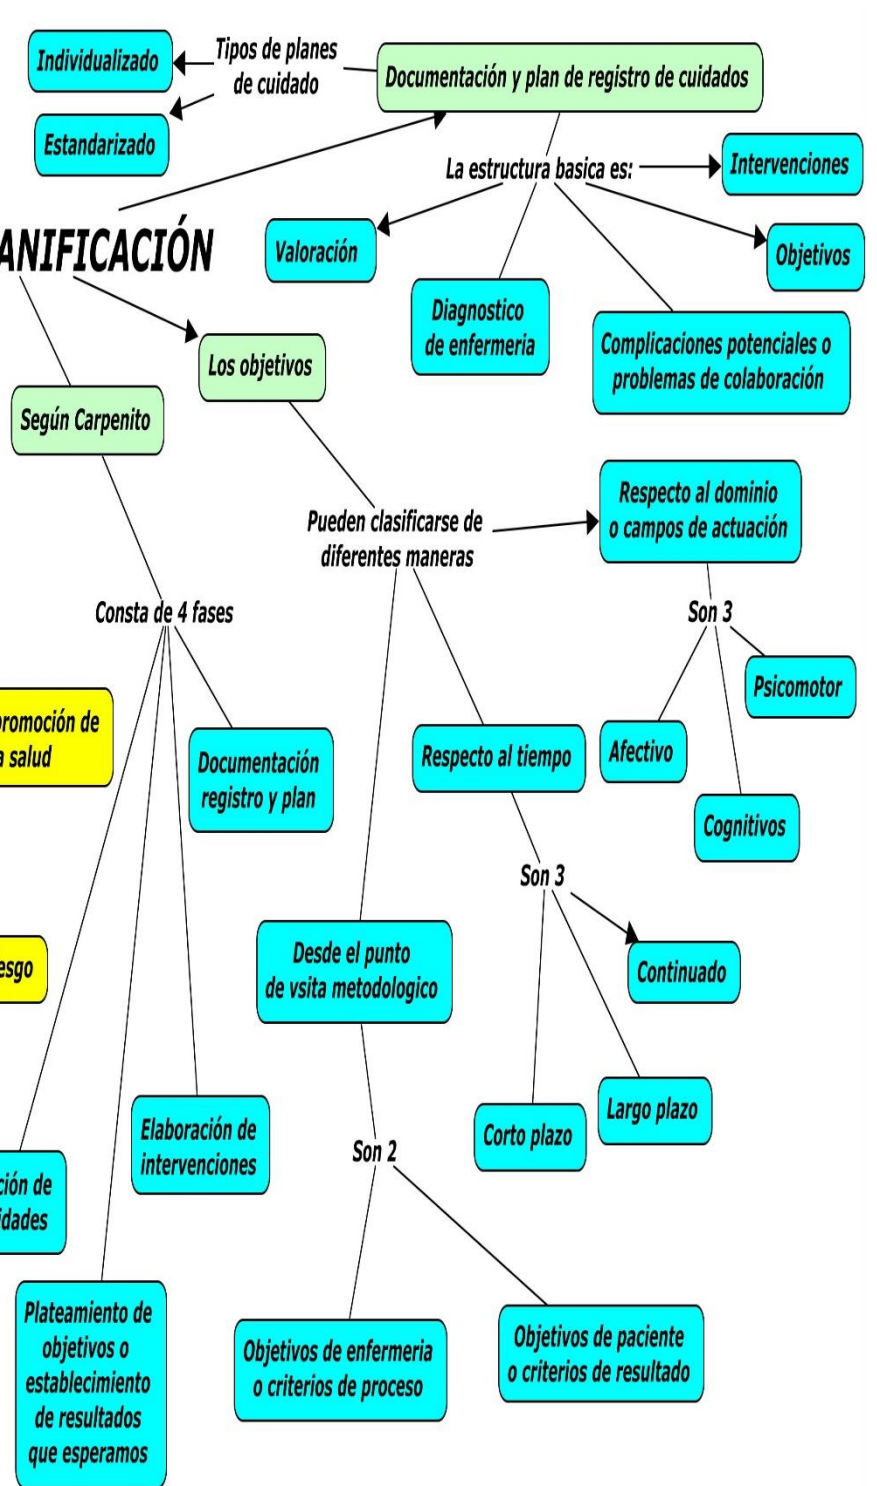 Individualizado
Tipos de planes
de cuidado
Documentación y plan de registro de cuidados
Estandarizado
La estructura basica es:
Intervenciones
ANIFICACIÓN
Valoración
Objetivos
Diagnostico
de enfermeria
Complicaciones potenciales o
problemas de colaboración
Los objetivos
Según Carpenito
Respecto al dominio
o campos de actuación
Pueden clasificarse de
diferentes maneras
Consta de 4 fases
Son 3
Psicomotor
promoción de
a salud
Documentación
registro y plan
Respecto al tiempo
Afectivo
Cognitivos
Son 3
Desde el punto
de vsita metodologico
esgo
Continuado
Elaboración de
intervenciones
Corto plazo
Largo plazo
Son 2
ción de
idades
Plateamiento de
objetivos o
establecimiento
de resultados
que esperamos
Objetivos de enfermeria
o criterios de proceso
Objetivos de paciente
o criterios de resultado